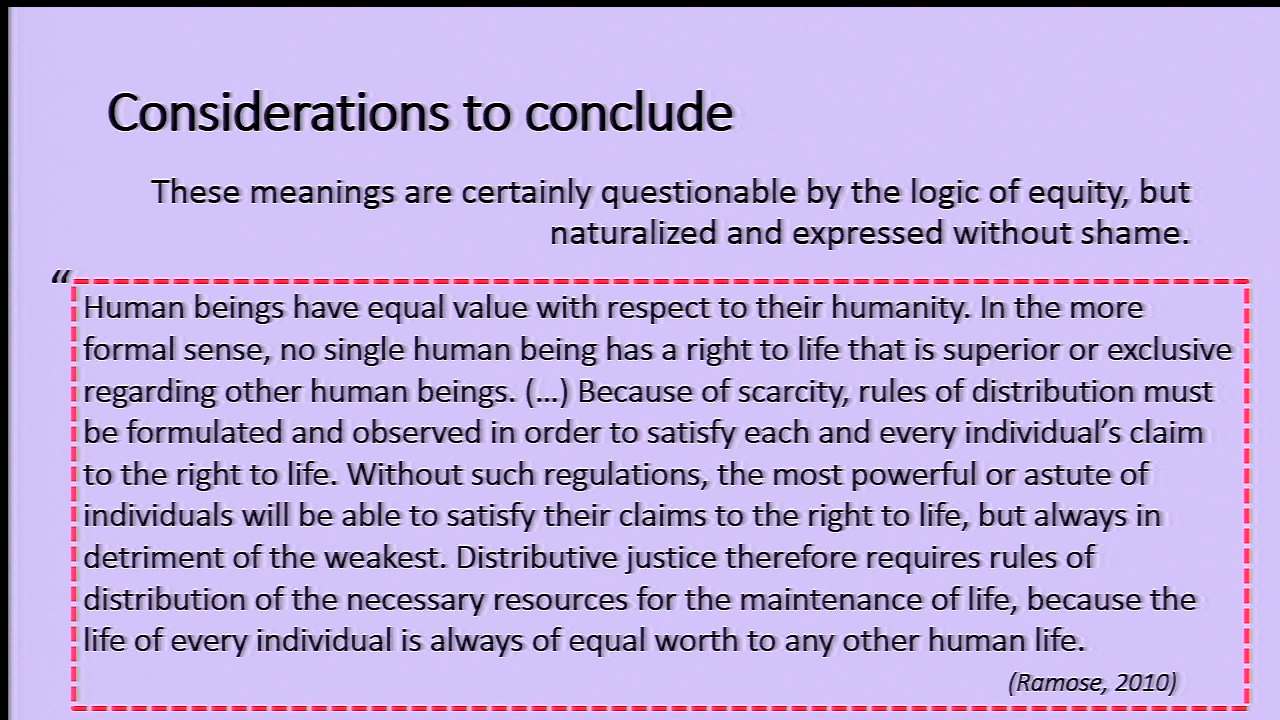 Considerations to conclude
These meanings are certainly questionable by the logic of equity, but
naturalized and expressed without shame.
“
Human beings have equal value with respect to their humanity. In the more
formal sense, no single human being has a right to life that is superior or exclusive
regarding other human beings. (…) Because of scarcity, rules of distribution must
be formulated and observed in order to satisfy each and every individual’s claim
to the right to life. Without such regulations, the most powerful or astute of
individuals will be able to satisfy their claims to the right to life, but always in
detriment of the weakest. Distributive justice therefore requires rules of
distribution of the necessary resources for the maintenance of life, because the
life of every individual is always of equal worth to any other human life.
(Ramose, 2010)